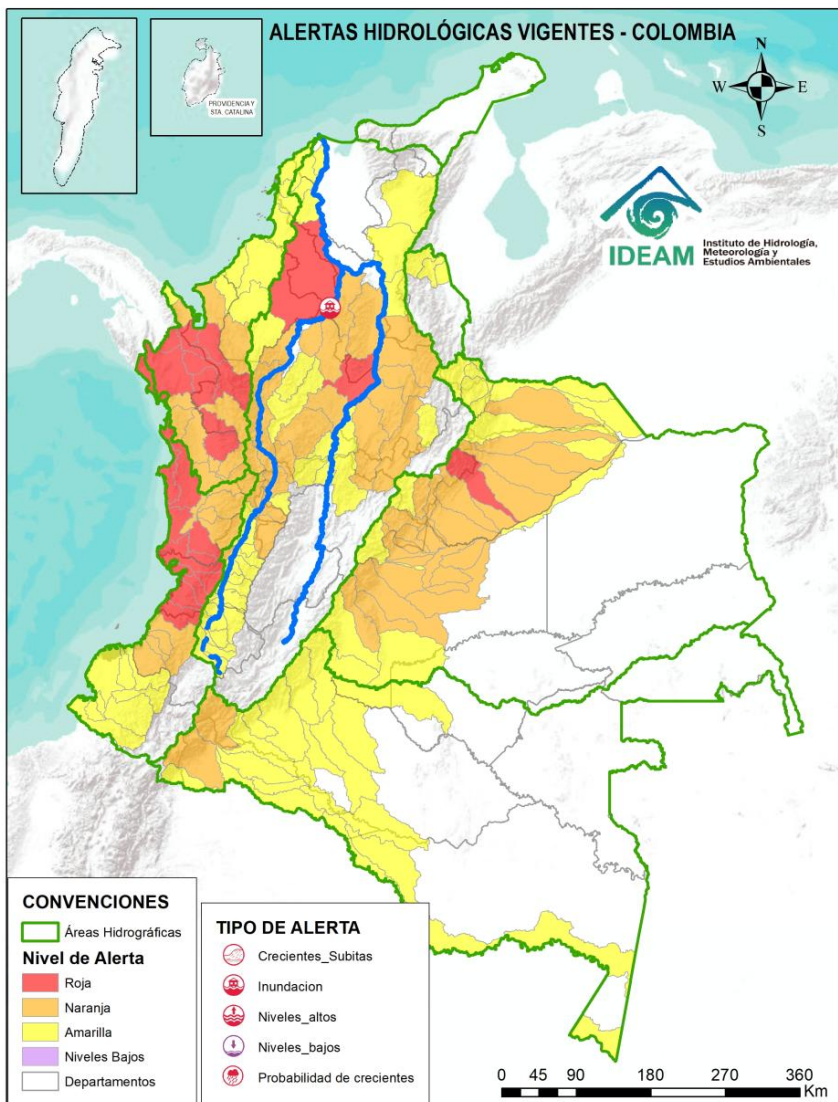 ALERTAS HIDROLÓGICAS VIGENTES - COLOMBIA
PROVIDENCIA Y
STA. CATALINA
N
W
E
S
IDEAM
Instituto de Hidrología,
Meteorología y
Estudios Ambientales
CONVENCIONES
Áreas Hidrográficas
Nivel de Alerta
Roja
Naranja
Amarilla
Niveles Bajos
Departamentos
TIPO DE ALERTA
Crecientes_Subitas
Inundacion
Niveles_altos
Niveles_bajos
Probabilidad de crecientes
0 45 90 180 270 360
Km